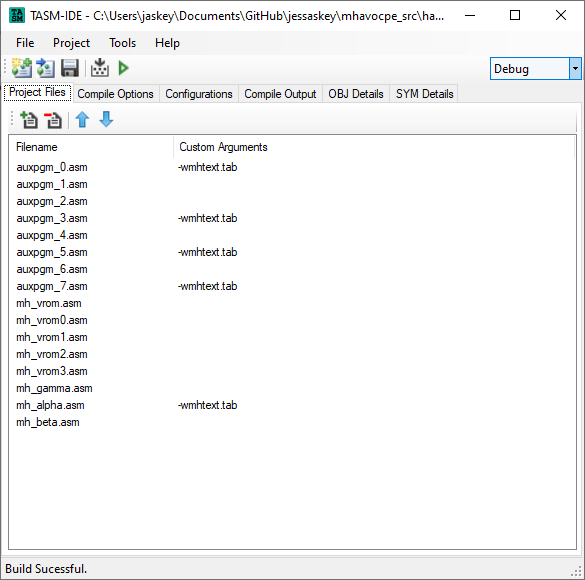 TASM-IDE - C:\Users\jaskey\Documents\GitHub\jessaskey\mhavocpe_src\ha...
File Project Tools Help
Debug
Project Files Compile Options Configurations Compile Output OBJ Details SYM Details
Filename Custom Arguments
auxpgm_0.asm -wmhtext.tab
auxpgm_1.asm
auxpgm_2.asm
auxpgm_3.asm -wmhtext.tab
auxpgm_4.asm
auxpgm_5.asm -wmhtext.tab
auxpgm_6.asm
auxpgm_7.asm -wmhtext.tab
mh_vrom.asm
mh_vrom0.asm
mh_vrom1.asm
mh_vrom2.asm
mh_vrom3.asm
mh_gamma.asm
mh_alpha.asm -wmhtext.tab
mh_beta.asm
Build Sucessful.